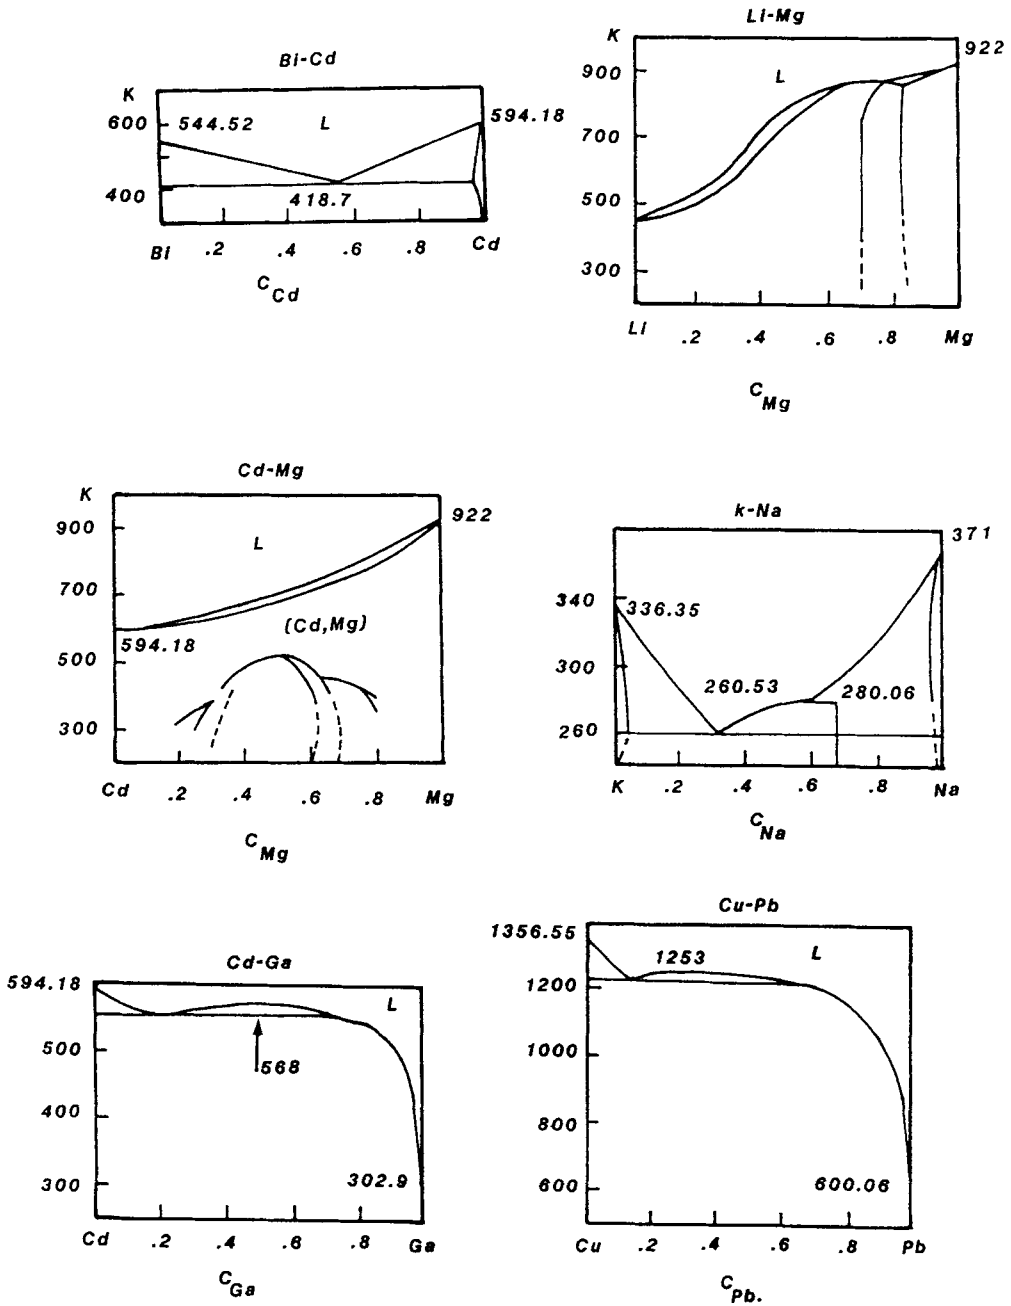 Bi-Cd
K
600
400
544.52
L
594.18
418.7
Bi .2 .4 .6 .8 Cd
C Cd
Li-Mg
K
900
700
500
300
L
922
Li .2 .4 .6 .8 Mg
C Mg
Cd-Mg
K
900
700
500
300
L
922
594.18
(Cd,Mg)
Cd .2 .4 .6 .8 Mg
C Mg
k-Na
371
340
300
260
336.35
260.53
280.06
K .2 .4 .6 .8 Na
C Na
Cd-Ga
594.18
500
400
300
L
568
302.9
Cd .2 .4 .6 .8 Ga
C Ga
Cu-Pb
1356.55
1200
1000
800
600
1253
L
600.06
Cu .2 .4 .6 .8 Pb
C Pb.